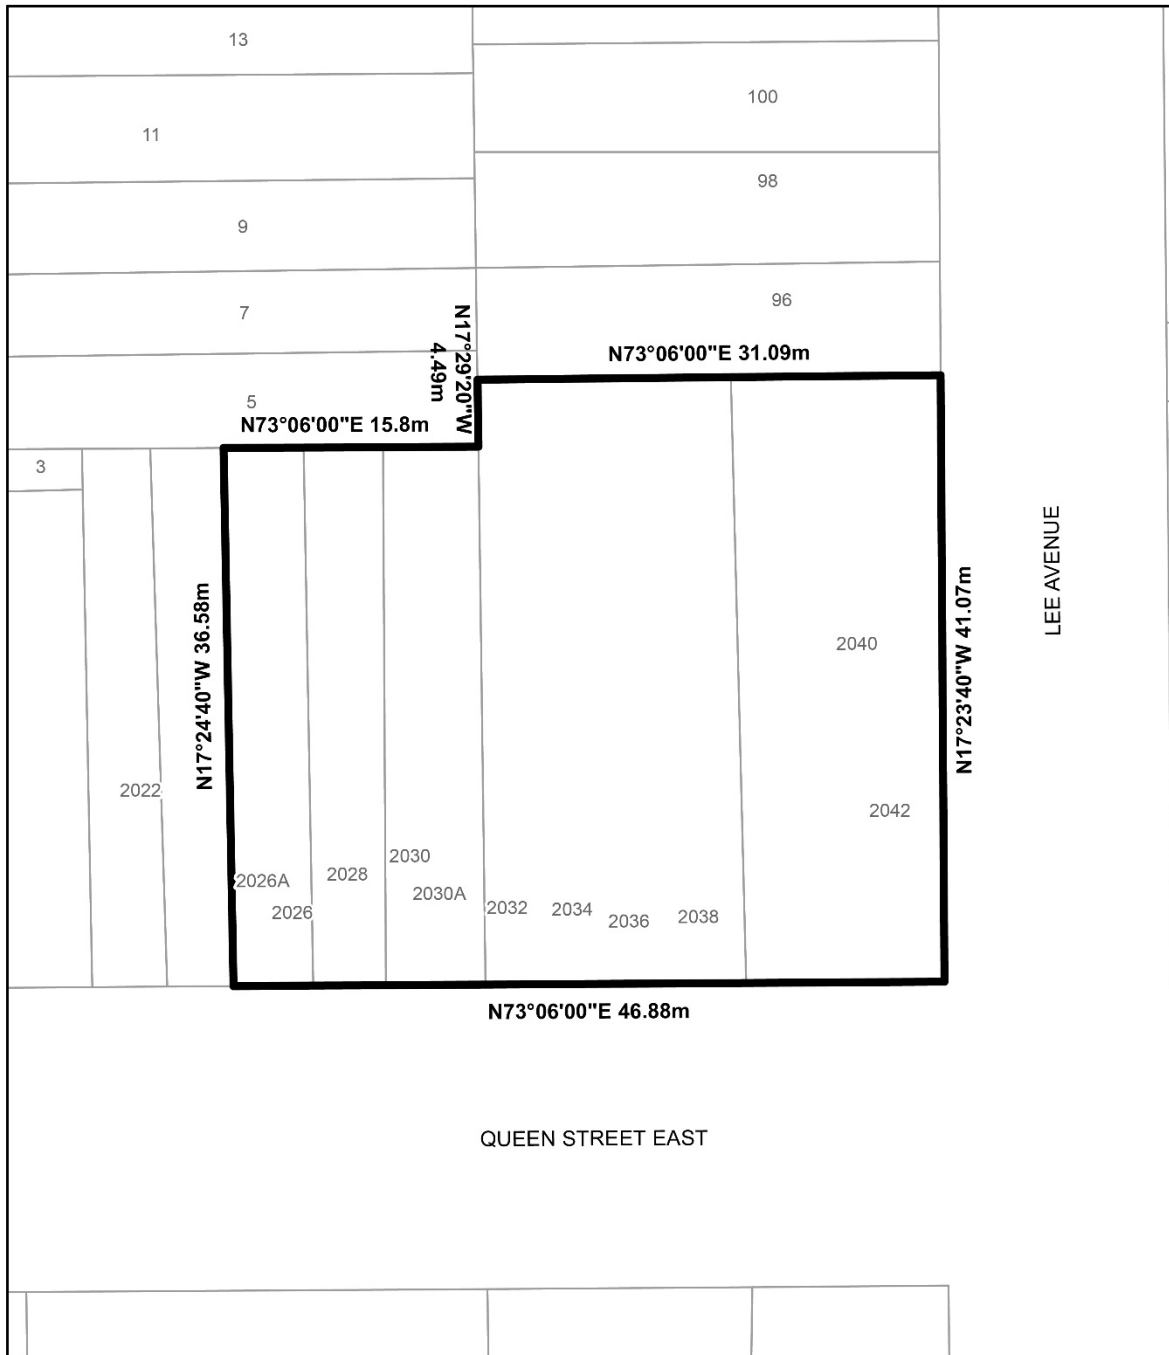 13
100
11
98
9
96
7
N17°29'20"W
4.49m
N73°06'00"E 31.09m
5
N73°06'00"E 15.8m
3
LEE AVENUE
N17°24'40"W 36.58m
N17°23'40"W 41.07m
2040
2022
2042
2030
2028
2026A
2030A
2026
2032
2034
2036
2038
N73°06'00"E 46.88m
QUEEN STREET EAST